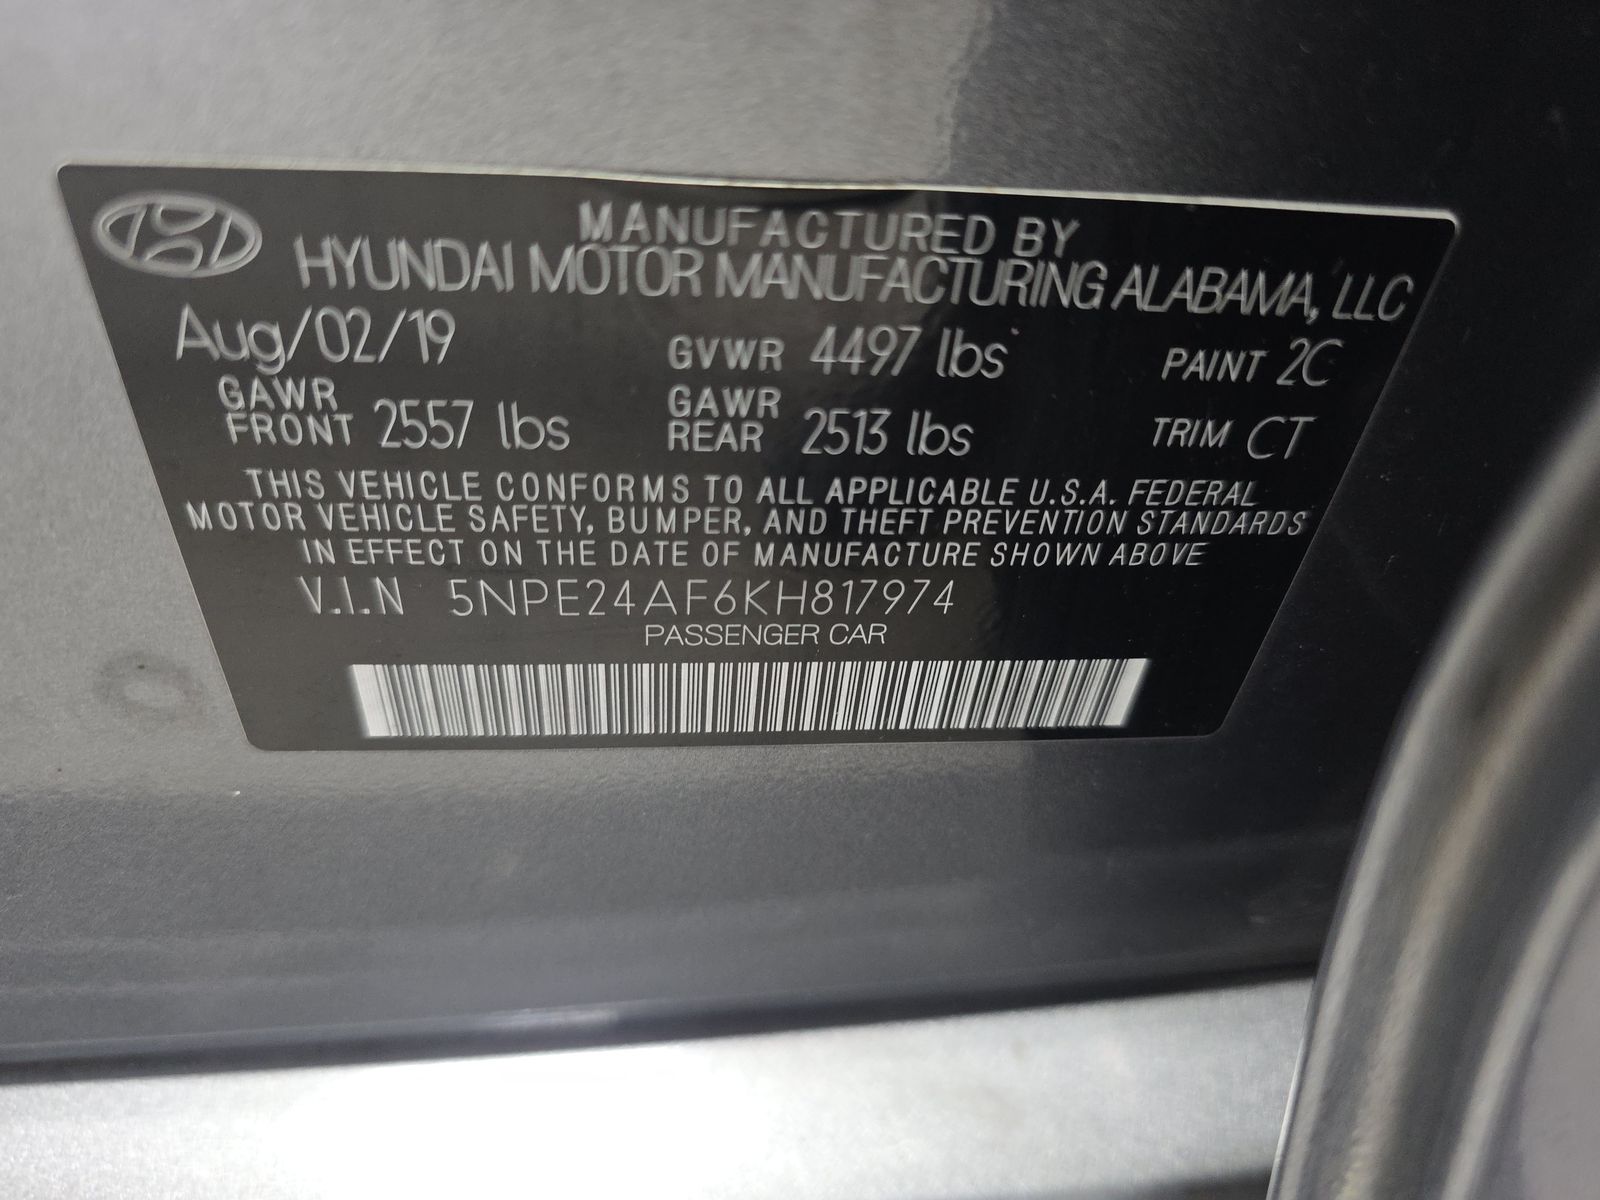 MANUFACTURED BY
HYUNDAI MOTOR MANUFACTURING ALABAMA, LLC
Aug/02/19 GVWR 4497 lbs PAINT 2C
GAWR FRONT 2557 lbs GAWR REAR 2513 lbs TRIM CT
THIS VEHICLE CONFORMS TO ALL APPLICABLE U.S.A. FEDERAL
MOTOR VEHICLE SAFETY, BUMPER, AND THEFT PREVENTION STANDARDS
IN EFFECT ON THE DATE OF MANUFACTURE SHOWN ABOVE
V.I.N 5NPE24AF6KH817974
PASSENGER CAR